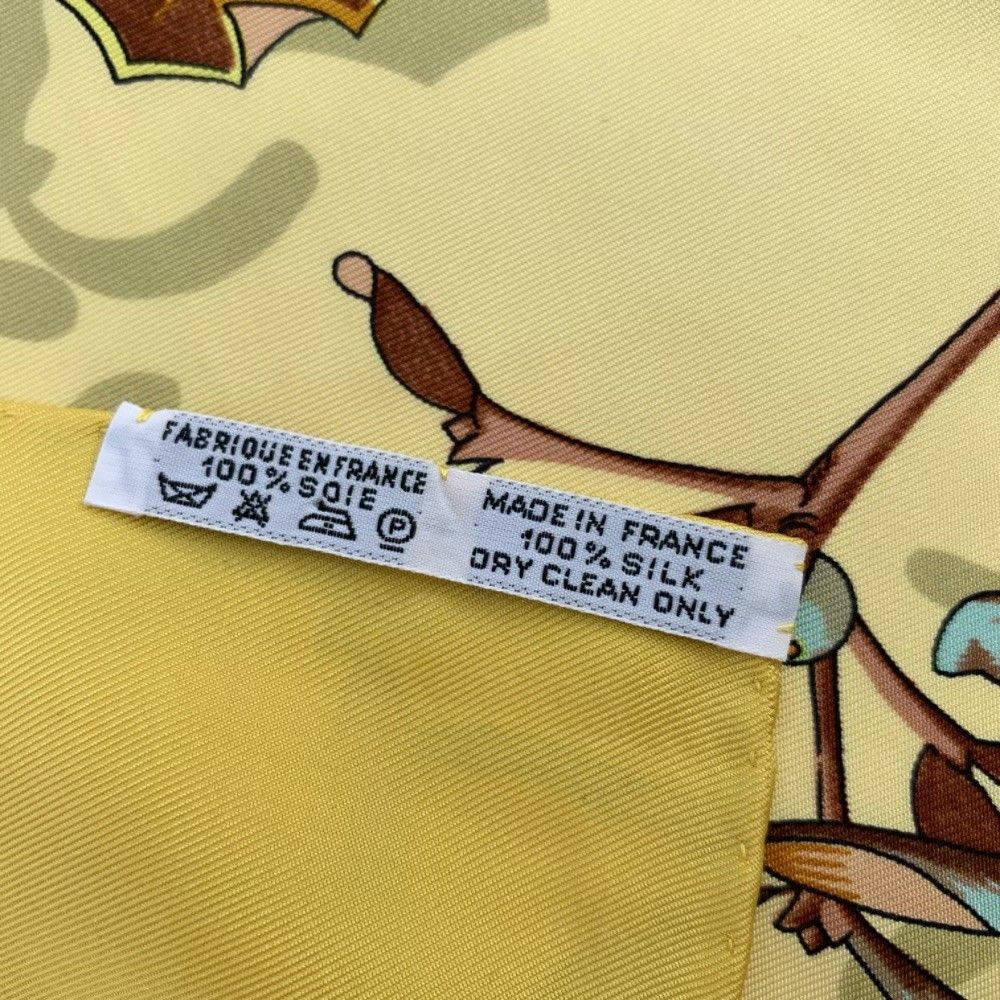 FABRIQUE EN FRANCE
100% SOIE
P
MADE IN FRANCE
100% SILK
DRY CLEAN ONLY